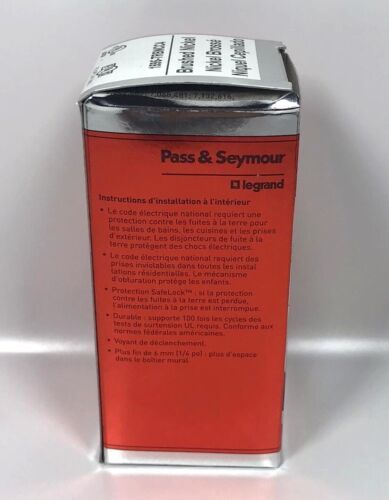 Brushed Nickel
Nickel Brossé
Niquel Cepillado
7,132,616.
Pass & Seymour
legrand
Instructions d'installation à l'intérieur
• Le code électrique national requiert une
protection contre les fuites à la terre pour
les salles de bains, les cuisines et les prises
d'extérieur. Les disjoncteurs de fuite à la
terre protègent des chocs électriques.
• Le code électrique national requiert des
prises inviolables dans toutes les instal
lations résidentielles. Le mécanisme
d'obturation protège les enfants.
• Protection SafeLock™ : si la protection
contre les fuites à la terre est perdue,
l'alimentation à la prise est interrompue.
• Durable : supporte 100 fois les cycles des
tests de surtension UL requis. Conforme aux
normes fédérales américaines.
• Voyant de déclenchement.
• Plus fin de 6 mm (1/4 po) : plus d'espace
dans le boîtier mural.